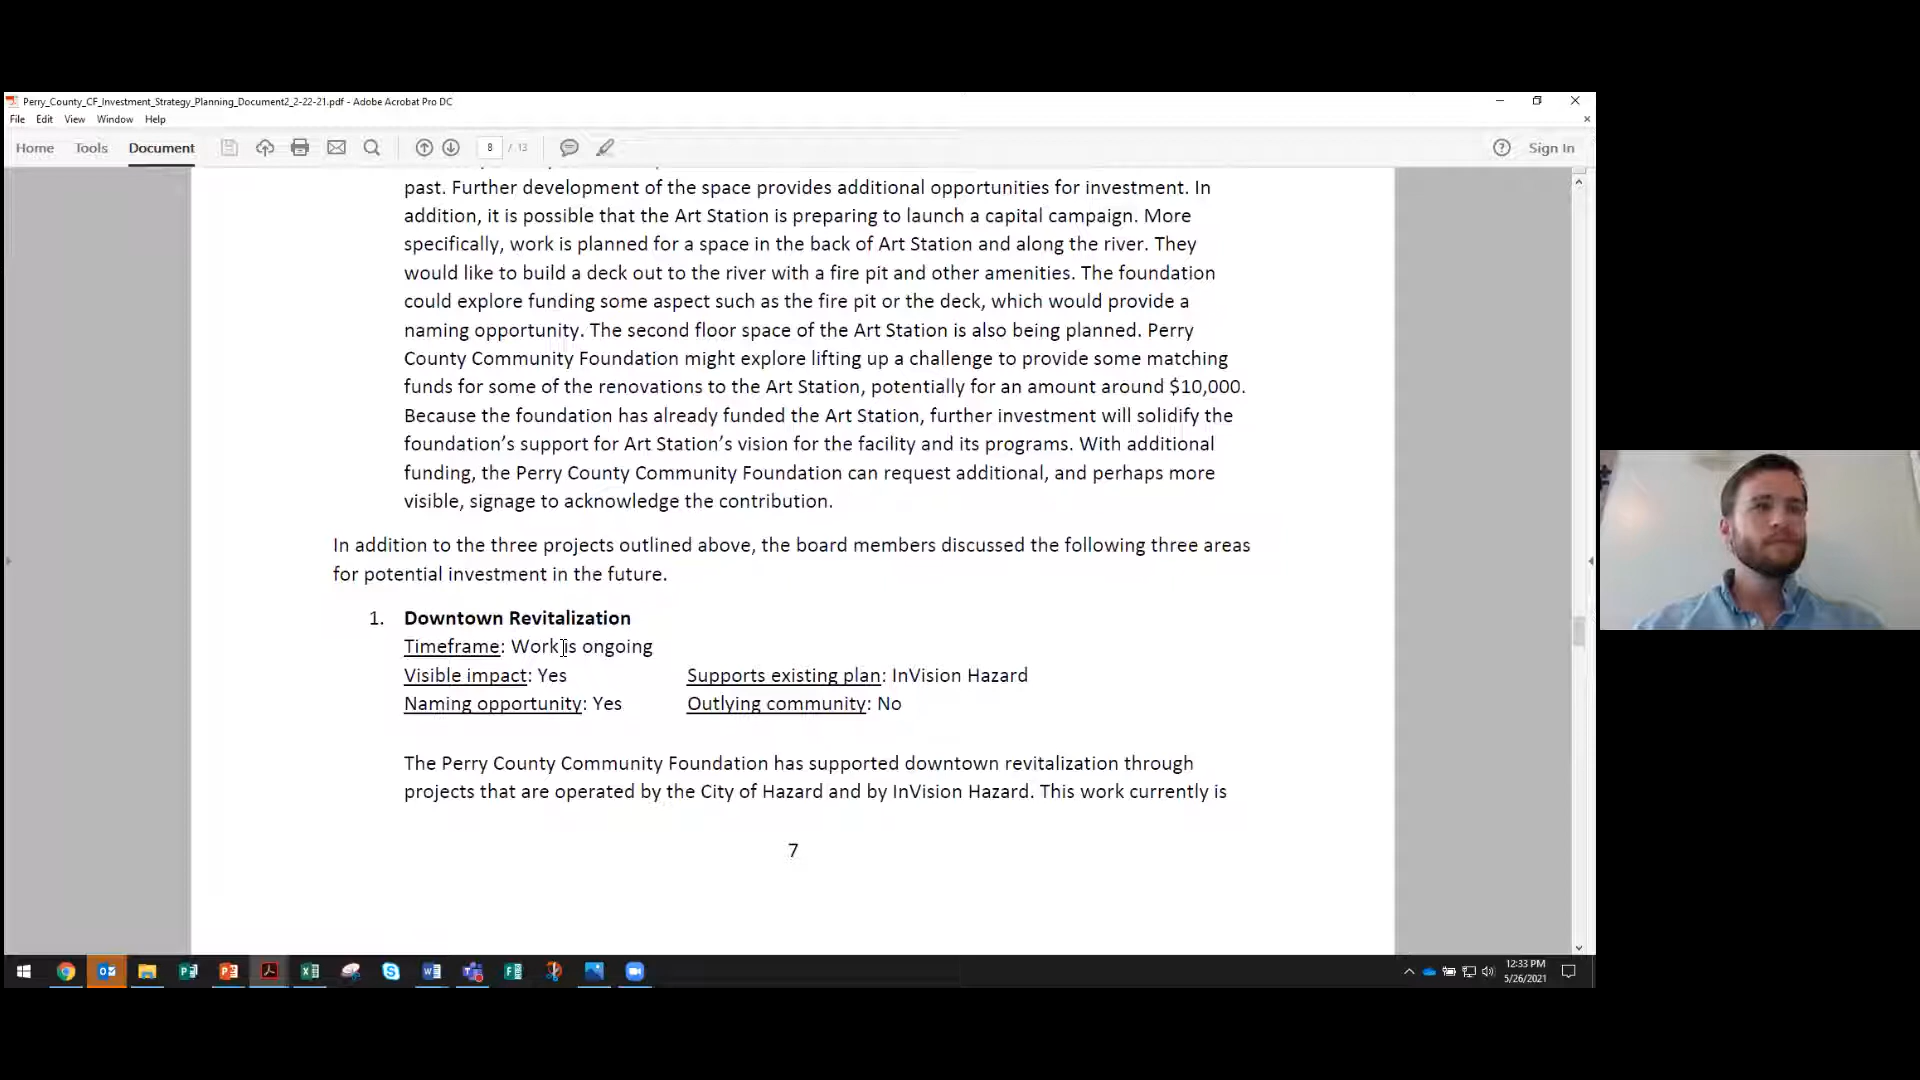 Perry_County_CF_Investment_Strategy_Planning_Document2_2-22-21.pdf - Adobe Acrobat Pro DC
File Edit View Window Help
Home Tools Document 8 / 13 Sign In
past. Further development of the space provides additional opportunities for investment. In
addition, it is possible that the Art Station is preparing to launch a capital campaign. More
specifically, work is planned for a space in the back of Art Station and along the river. They
would like to build a deck out to the river with a fire pit and other amenities. The foundation
could explore funding some aspect such as the fire pit or the deck, which would provide a
naming opportunity. The second floor space of the Art Station is also being planned. Perry
County Community Foundation might explore lifting up a challenge to provide some matching
funds for some of the renovations to the Art Station, potentially for an amount around $10,000.
Because the foundation has already funded the Art Station, further investment will solidify the
foundation’s support for Art Station’s vision for the facility and its programs. With additional
funding, the Perry County Community Foundation can request additional, and perhaps more
visible, signage to acknowledge the contribution.
In addition to the three projects outlined above, the board members discussed the following three areas
for potential investment in the future.
1. Downtown Revitalization
Timeframe: Work is ongoing
Visible impact: Yes Supports existing plan: InVision Hazard
Naming opportunity: Yes Outlying community: No
The Perry County Community Foundation has supported downtown revitalization through
projects that are operated by the City of Hazard and by InVision Hazard. This work currently is
7
12:33 PM
5/26/2021